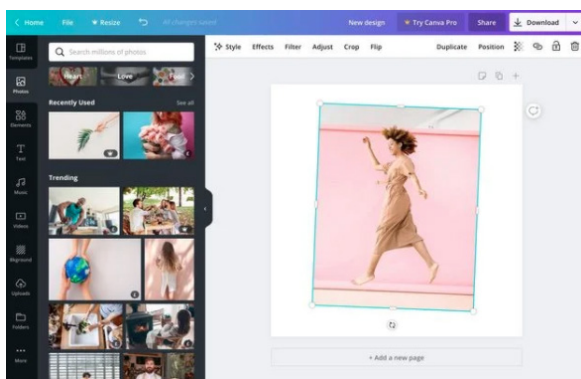 Home File Resize All changes saved New design Try Canva Pro Share Download
Search millions of photos
Style Effects Filter Adjust Crop Flip Duplicate Position
Templates
Heart Love Food
Photos
Recently Used See all
Elements
Text
Trending
Music
Videos
Bkground
Uploads
Folders
More
+ Add a new page